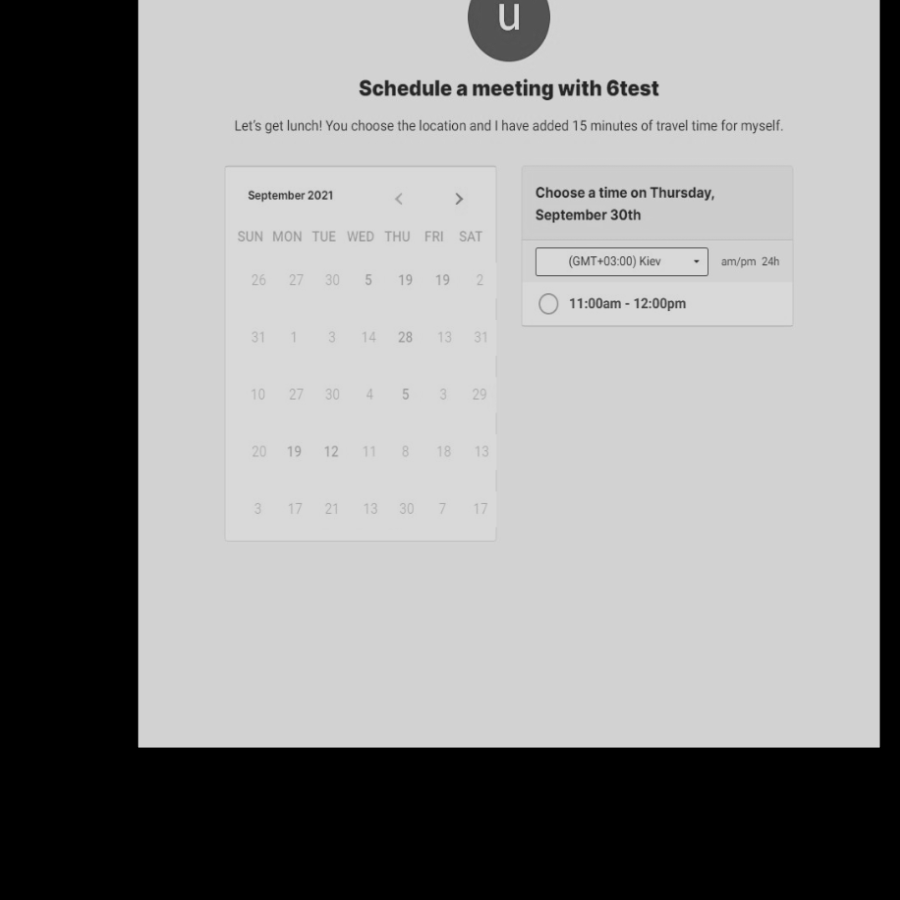 u
Schedule a meeting with 6test
Let's get lunch! You choose the location and I have added 15 minutes of travel time for myself.
September 2021
SUN MON TUE WED THU FRI SAT
26 27 30 5 19 19 2
31 1 3 14 28 13 31
10 27 30 4 5 3 29
20 19 12 11 8 18 13
3 17 21 13 30 7 17
Choose a time on Thursday,
September 30th
(GMT+03:00) Kiev am/pm 24h
11:00am - 12:00pm